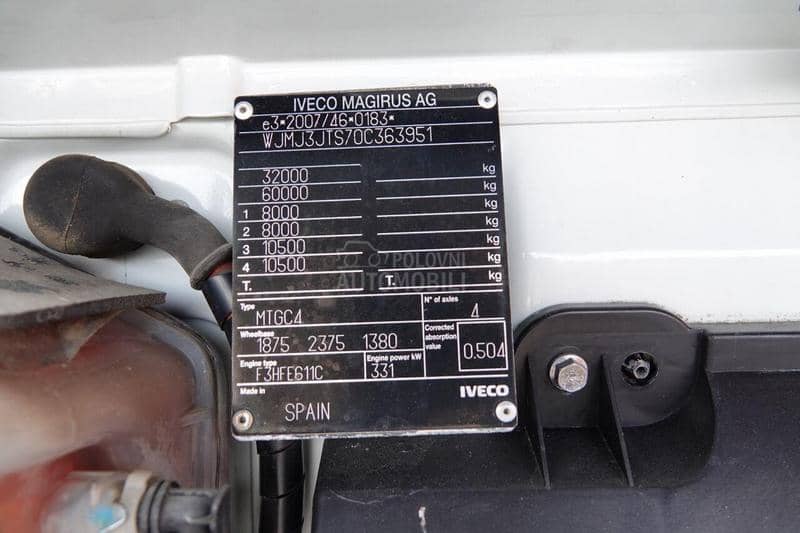 IVECO MAGIRUS AG
e3*2007/46*0183*
WJMJ3JTS70C363951
32000 kg
60000 kg
1 8000 kg
2 8000 kg
3 10500 kg
4 10500 kg
T. T. kg
POLOVNI
AUTOMOBILI
Type MTGC4 N° of axles 4
Wheelbase 1875 2375 1380 Corrected absorption value 0.504
Engine type F3HFE611C Engine power kW 331
Made in SPAIN IVECO